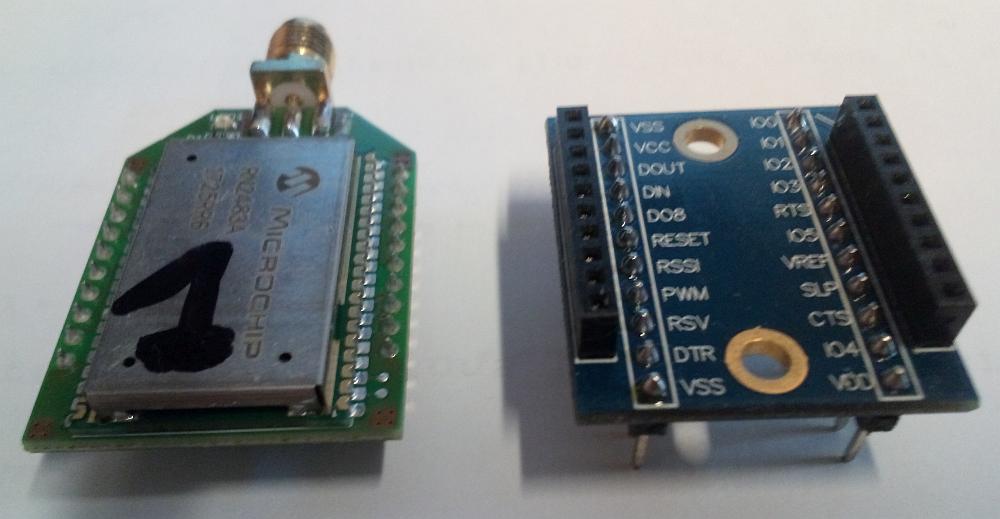 MICROCHIP
1
VSS
VCC
DOUT
DIN
DO8
RESET
RSSI
PWM
RSV
DTR
VSS
IO0
IO1
IO2
IO3
RTS
IO5
VREF
SLP
CTS
IO4
VDD